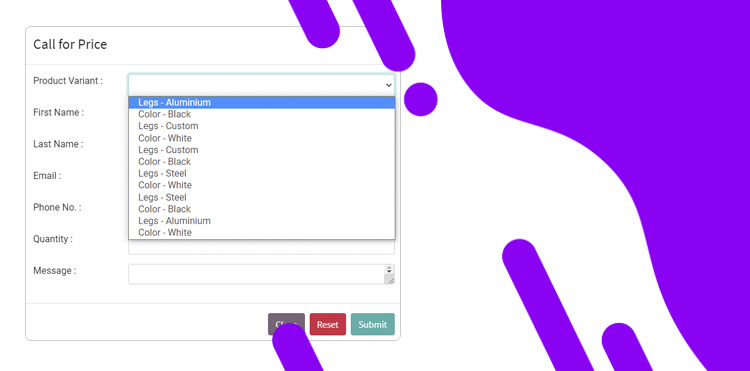 Call for Price
Product Variant :
Legs - Aluminium
Color - Black
First Name :
Legs - Custom
Color - White
Last Name :
Legs - Custom
Color - Black
Email :
Legs - Steel
Color - White
Legs - Steel
Phone No. :
Color - Black
Legs - Aluminium
Color - White
Quantity :
Message :
Reset Submit